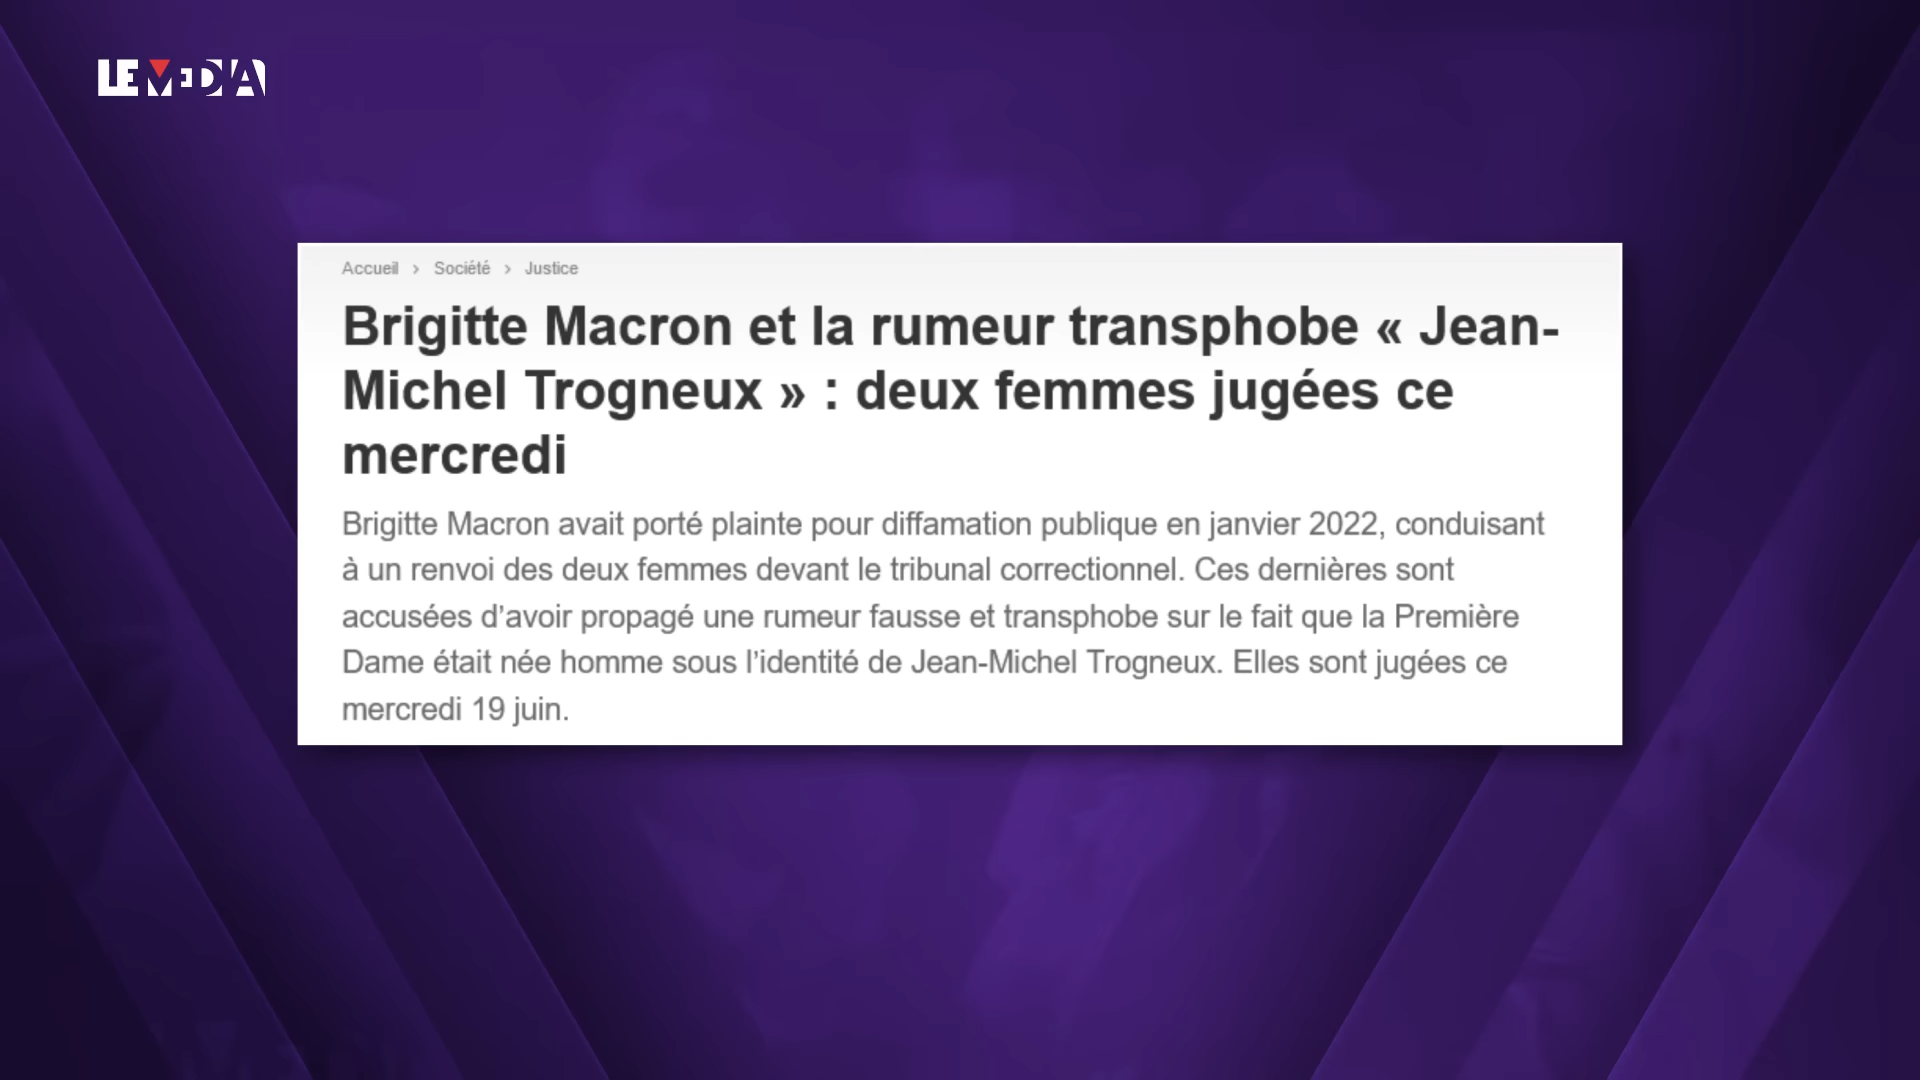 LE MEDIA
Accueil > Société > Justice
Brigitte Macron et la rumeur transphobe « Jean-
Michel Trogneux » : deux femmes jugées ce
mercredi
Brigitte Macron avait porté plainte pour diffamation publique en janvier 2022, conduisant
à un renvoi des deux femmes devant le tribunal correctionnel. Ces dernières sont
accusées d’avoir propagé une rumeur fausse et transphobe sur le fait que la Première
Dame était née homme sous l’identité de Jean-Michel Trogneux. Elles sont jugées ce
mercredi 19 juin.